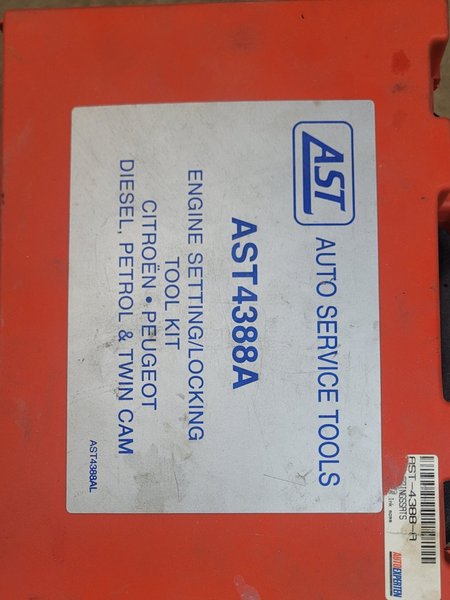 AST
AUTO SERVICE TOOLS
AST4388A
ENGINE SETTING/LOCKING
TOOL KIT
CITROËN • PEUGEOT
DIESEL, PETROL & TWIN CAM
AST4388AL
AST-4388-A
AUTOEXPERTEN